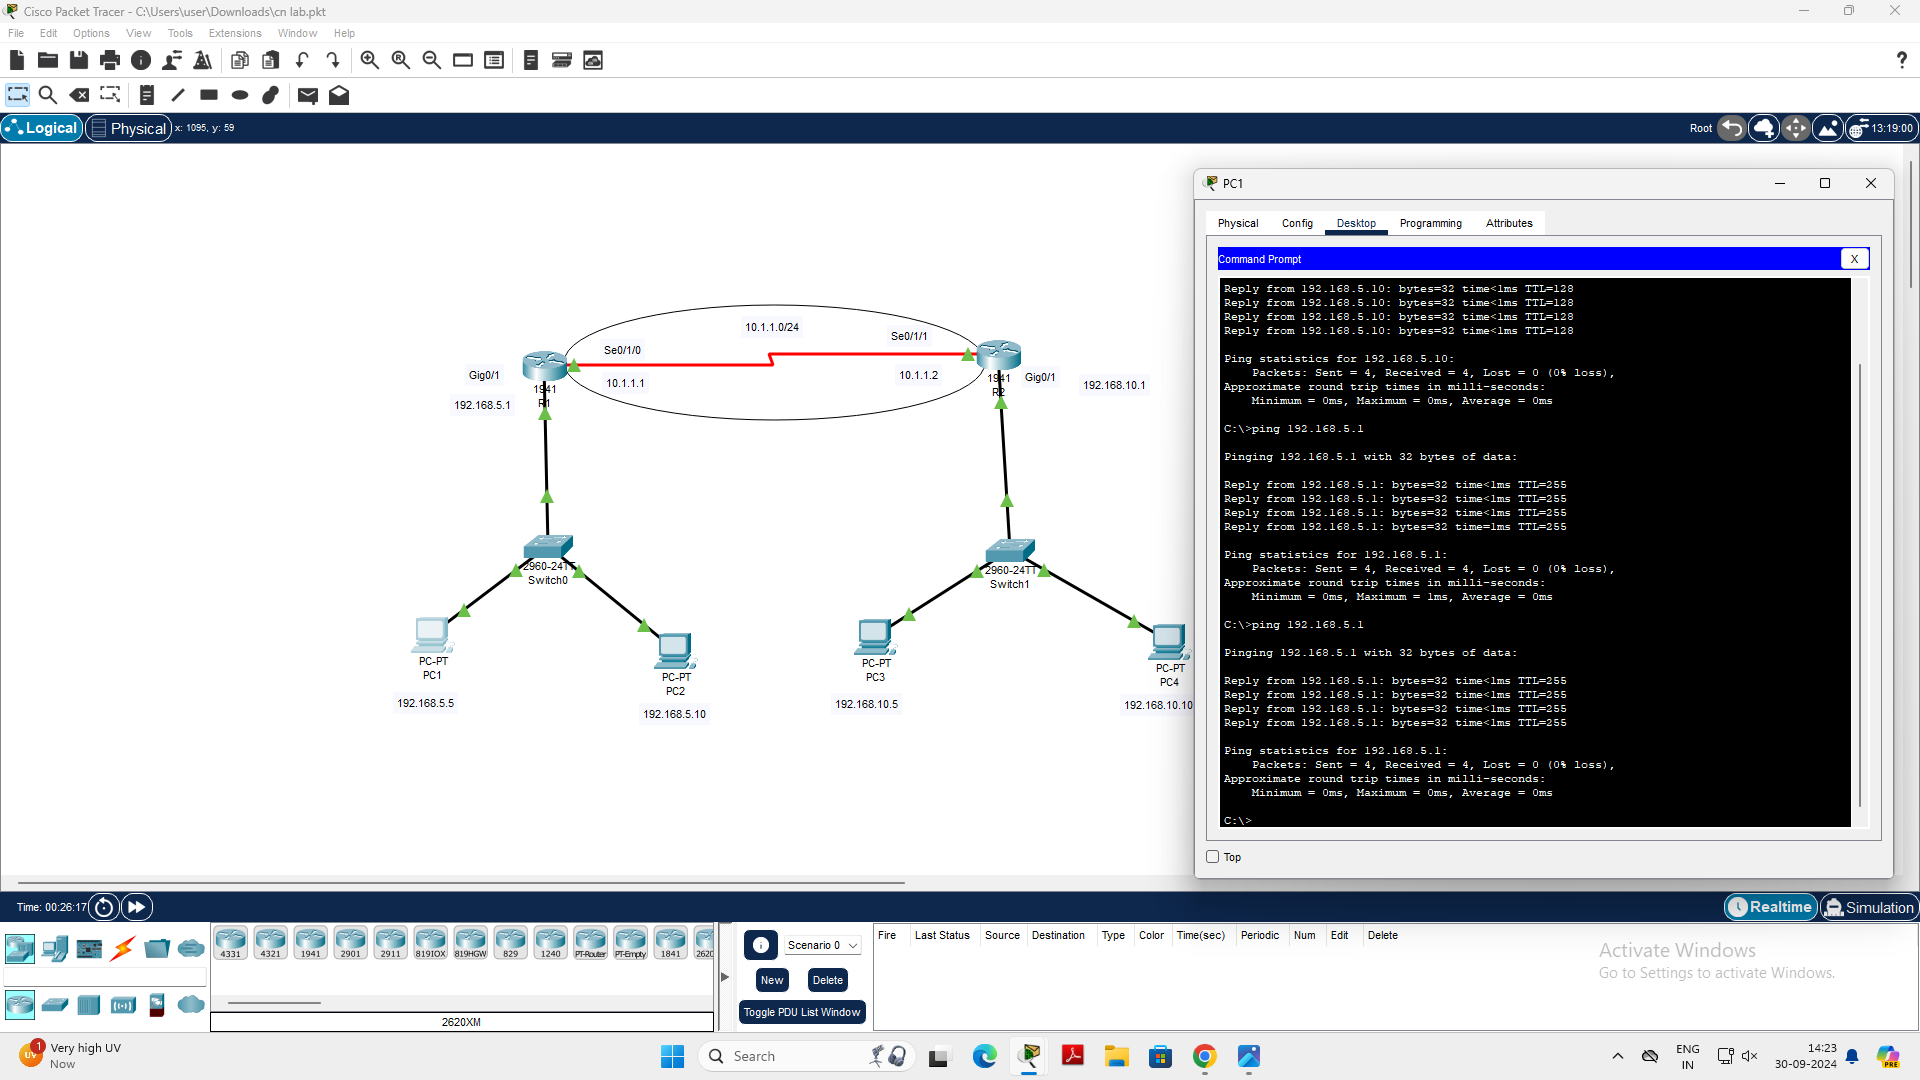 Cisco Packet Tracer - C:\Users\user\Downloads\cn lab.pkt
File Edit Options View Tools Extensions Window Help
Logical Physical x: 1095, y: 59
Root 13:19:00
10.1.1.0/24
Se0/1/0
Se0/1/1
Gig0/1
10.1.1.1
10.1.1.2
Gig0/1
192.168.10.1
1941
R1
1941
R2
192.168.5.1
2960-24TT
Switch0
2960-24TT
Switch1
PC-PT
PC1
192.168.5.5
PC-PT
PC2
192.168.5.10
PC-PT
PC3
192.168.10.5
PC-PT
PC4
192.168.10.10
PC1
Physical Config Desktop Programming Attributes
Command Prompt X
Reply from 192.168.5.10: bytes=32 time<1ms TTL=128
Reply from 192.168.5.10: bytes=32 time<1ms TTL=128
Reply from 192.168.5.10: bytes=32 time<1ms TTL=128
Reply from 192.168.5.10: bytes=32 time<1ms TTL=128
Ping statistics for 192.168.5.10:
Packets: Sent = 4, Received = 4, Lost = 0 (0% loss),
Approximate round trip times in milli-seconds:
Minimum = 0ms, Maximum = 0ms, Average = 0ms
C:\>ping 192.168.5.1
Pinging 192.168.5.1 with 32 bytes of data:
Reply from 192.168.5.1: bytes=32 time<1ms TTL=255
Reply from 192.168.5.1: bytes=32 time<1ms TTL=255
Reply from 192.168.5.1: bytes=32 time<1ms TTL=255
Reply from 192.168.5.1: bytes=32 time=1ms TTL=255
Ping statistics for 192.168.5.1:
Packets: Sent = 4, Received = 4, Lost = 0 (0% loss),
Approximate round trip times in milli-seconds:
Minimum = 0ms, Maximum = 1ms, Average = 0ms
C:\>ping 192.168.5.1
Pinging 192.168.5.1 with 32 bytes of data:
Reply from 192.168.5.1: bytes=32 time<1ms TTL=255
Reply from 192.168.5.1: bytes=32 time<1ms TTL=255
Reply from 192.168.5.1: bytes=32 time<1ms TTL=255
Reply from 192.168.5.1: bytes=32 time<1ms TTL=255
Ping statistics for 192.168.5.1:
Packets: Sent = 4, Received = 4, Lost = 0 (0% loss),
Approximate round trip times in milli-seconds:
Minimum = 0ms, Maximum = 0ms, Average = 0ms
C:\>
Top
Time: 00:26:17
Realtime Simulation
4331 4321 1941 2901 2911 819IOX 819HGW 829 1240 PT-Router PT-Empty 1841 2620
2620XM
Scenario 0
New Delete
Toggle PDU List Window
Fire Last Status Source Destination Type Color Time(sec) Periodic Num Edit Delete
Activate Windows
Go to Settings to activate Windows.
UV 1
Very high UV
Now
Search
ENG
IN
14:23
30-09-2024
PRE